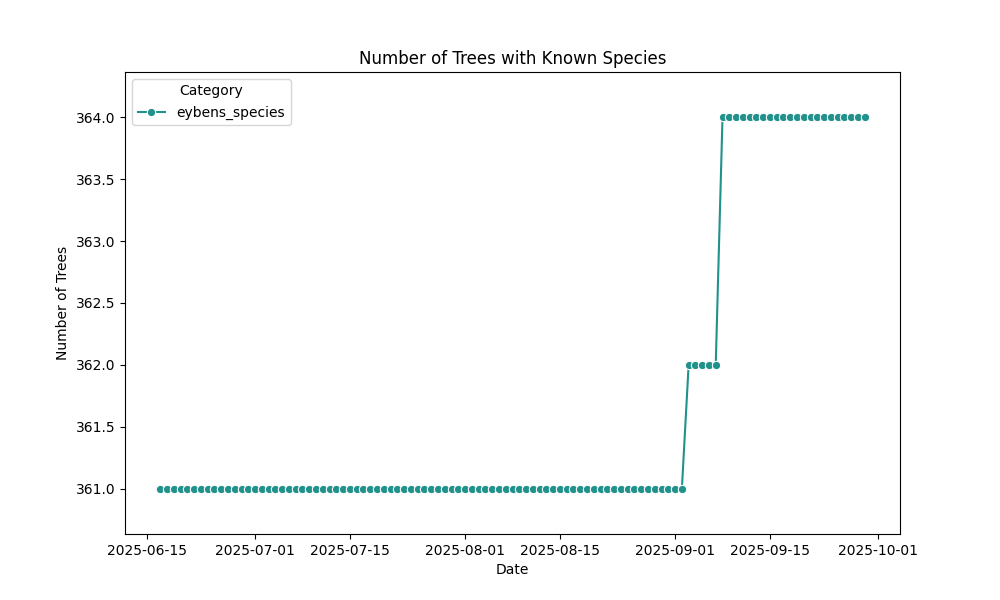 Number of Trees with Known Species
Category
eybens_species
364.0
363.5
363.0
362.5
362.0
361.5
361.0
Number of Trees
2025-06-15 2025-07-01 2025-07-15 2025-08-01 2025-08-15 2025-09-01 2025-09-15 2025-10-01
Date